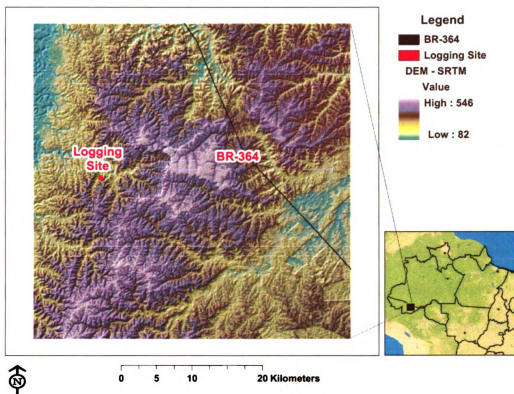 Legend
BR-364
Logging Site
DEM - SRTM
Value
High : 546
Low : 82
Logging
Site
BR-364
N
0 5 10 20 Kilometers